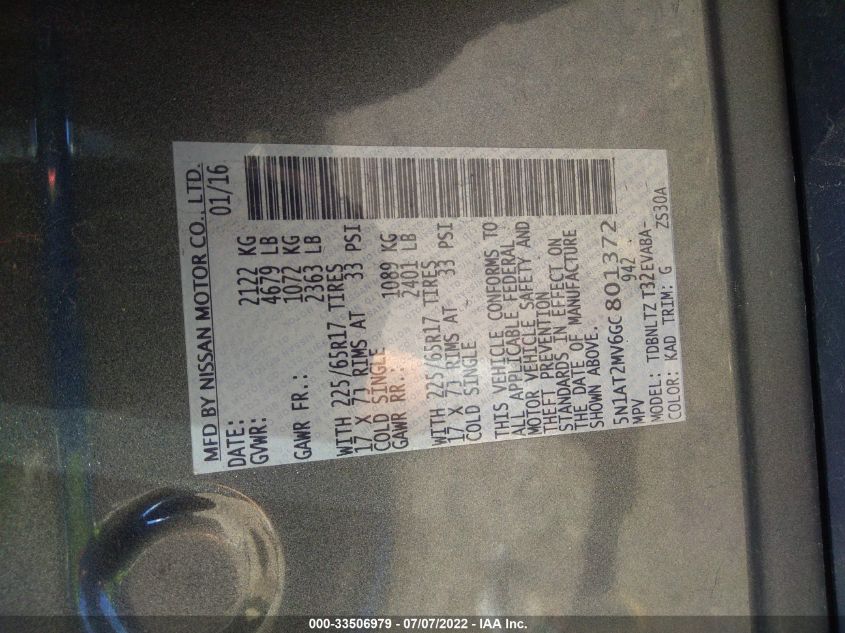 MFD BY NISSAN MOTOR CO., LTD.
DATE: 01/16
GVWR: 2122 KG
4679 LB
GAWR FR.: 1072 KG
2363 LB
WITH 225/65R17 TIRES
17 X 7J RIMS AT 33 PSI
COLD SINGLE
GAWR RR.: 1089 KG
2401 LB
WITH 225/65R17 TIRES
17 X 7J RIMS AT 33 PSI
COLD SINGLE
THIS VEHICLE CONFORMS TO
ALL APPLICABLE FEDERAL
MOTOR VEHICLE SAFETY AND
THEFT PREVENTION
STANDARDS IN EFFECT ON
THE DATE OF MANUFACTURE
SHOWN ABOVE.
5N1AT2MV6GC801372
MPV 942
MODEL: TDBNLTZ T32EVABA-
COLOR: KAD TRIM: G ZS30A
000-33506979 - 07/07/2022 - IAA Inc.